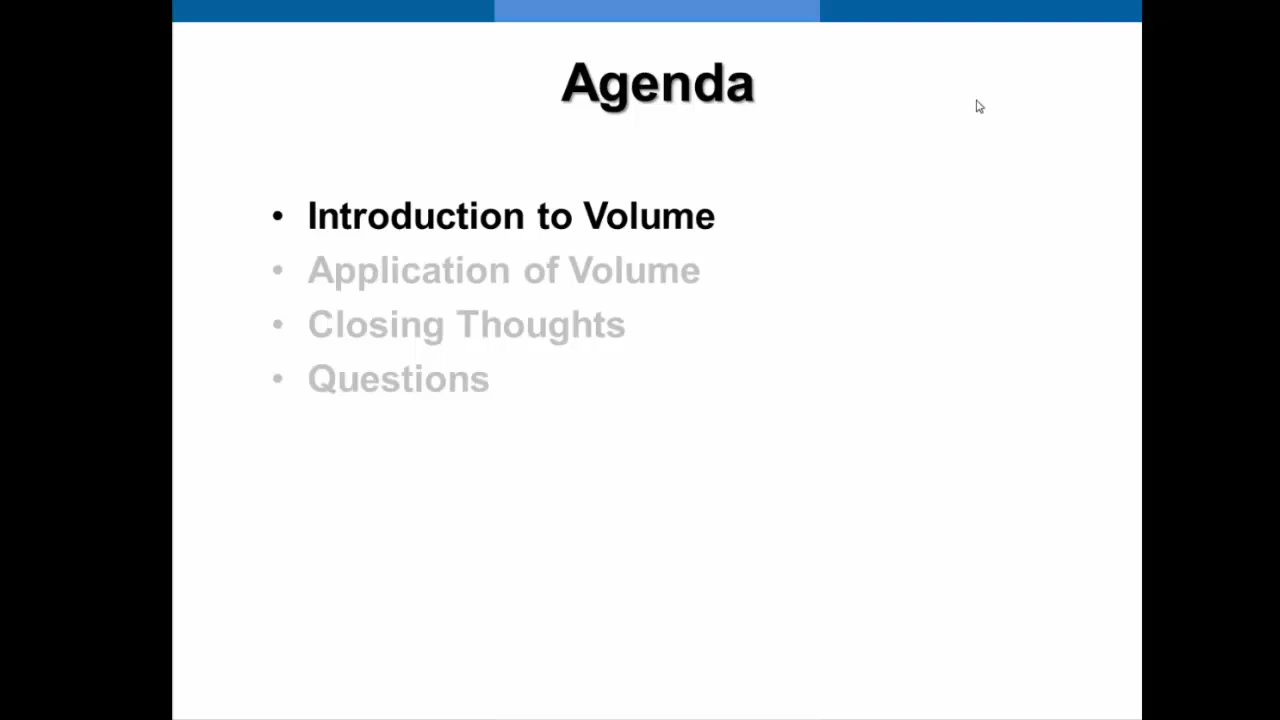 Agenda
• Introduction to Volume
• Application of Volume
• Closing Thoughts
• Questions